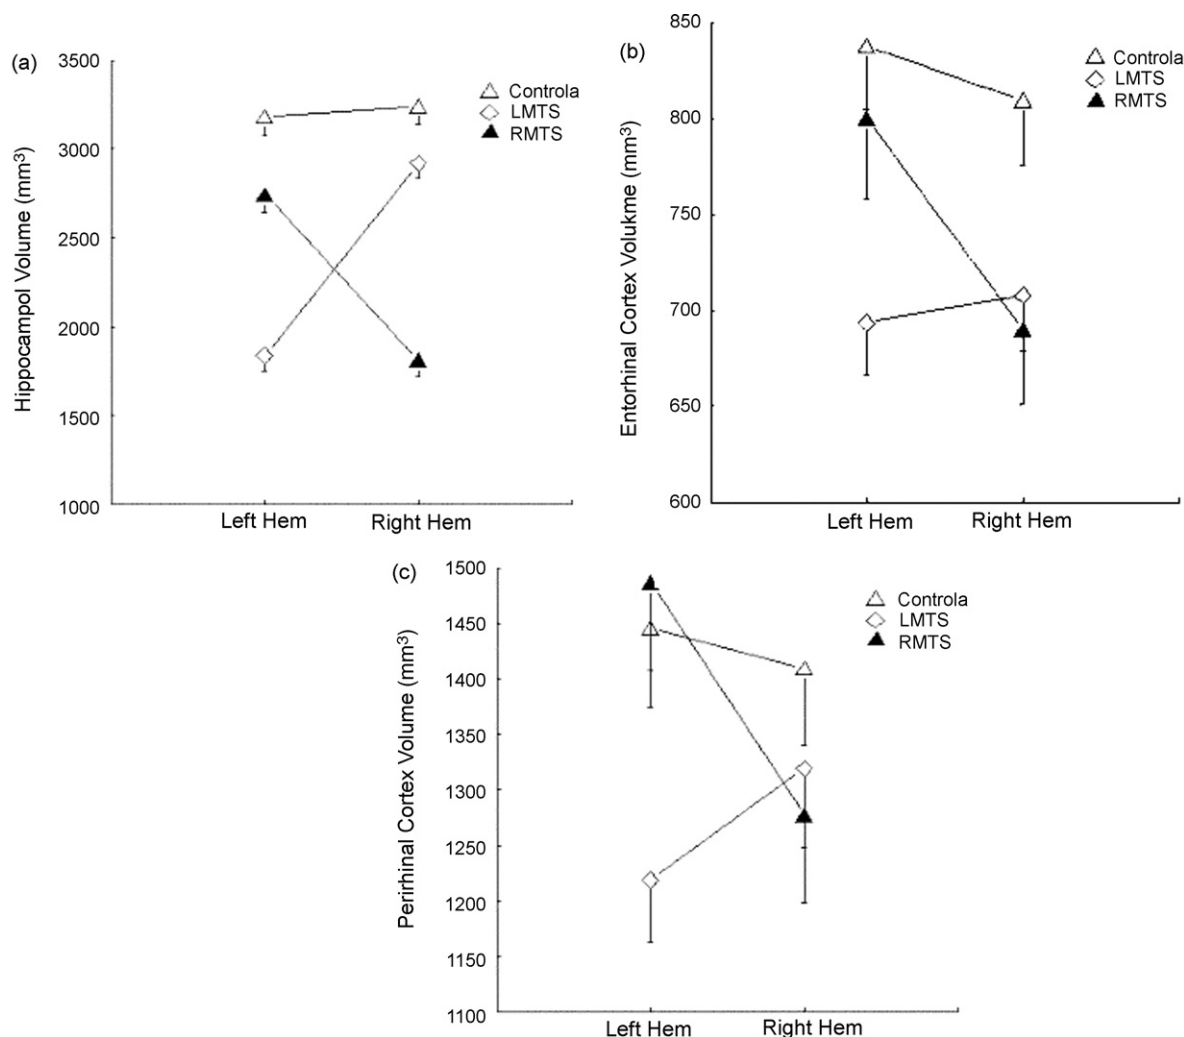 (a)
Hippocampol Volume (mm³)
3500
3000
2500
2000
1500
1000
Left Hem
Right Hem
Controla
LMTS
RMTS
(b)
Entorhinal Cortex Volukme (mm³)
850
800
750
700
650
600
Left Hem
Right Hem
Controla
LMTS
RMTS
(c)
Perirhinal Cortex Volume (mm³)
1500
1450
1400
1350
1300
1250
1200
1150
1100
Left Hem
Right Hem
Controla
LMTS
RMTS